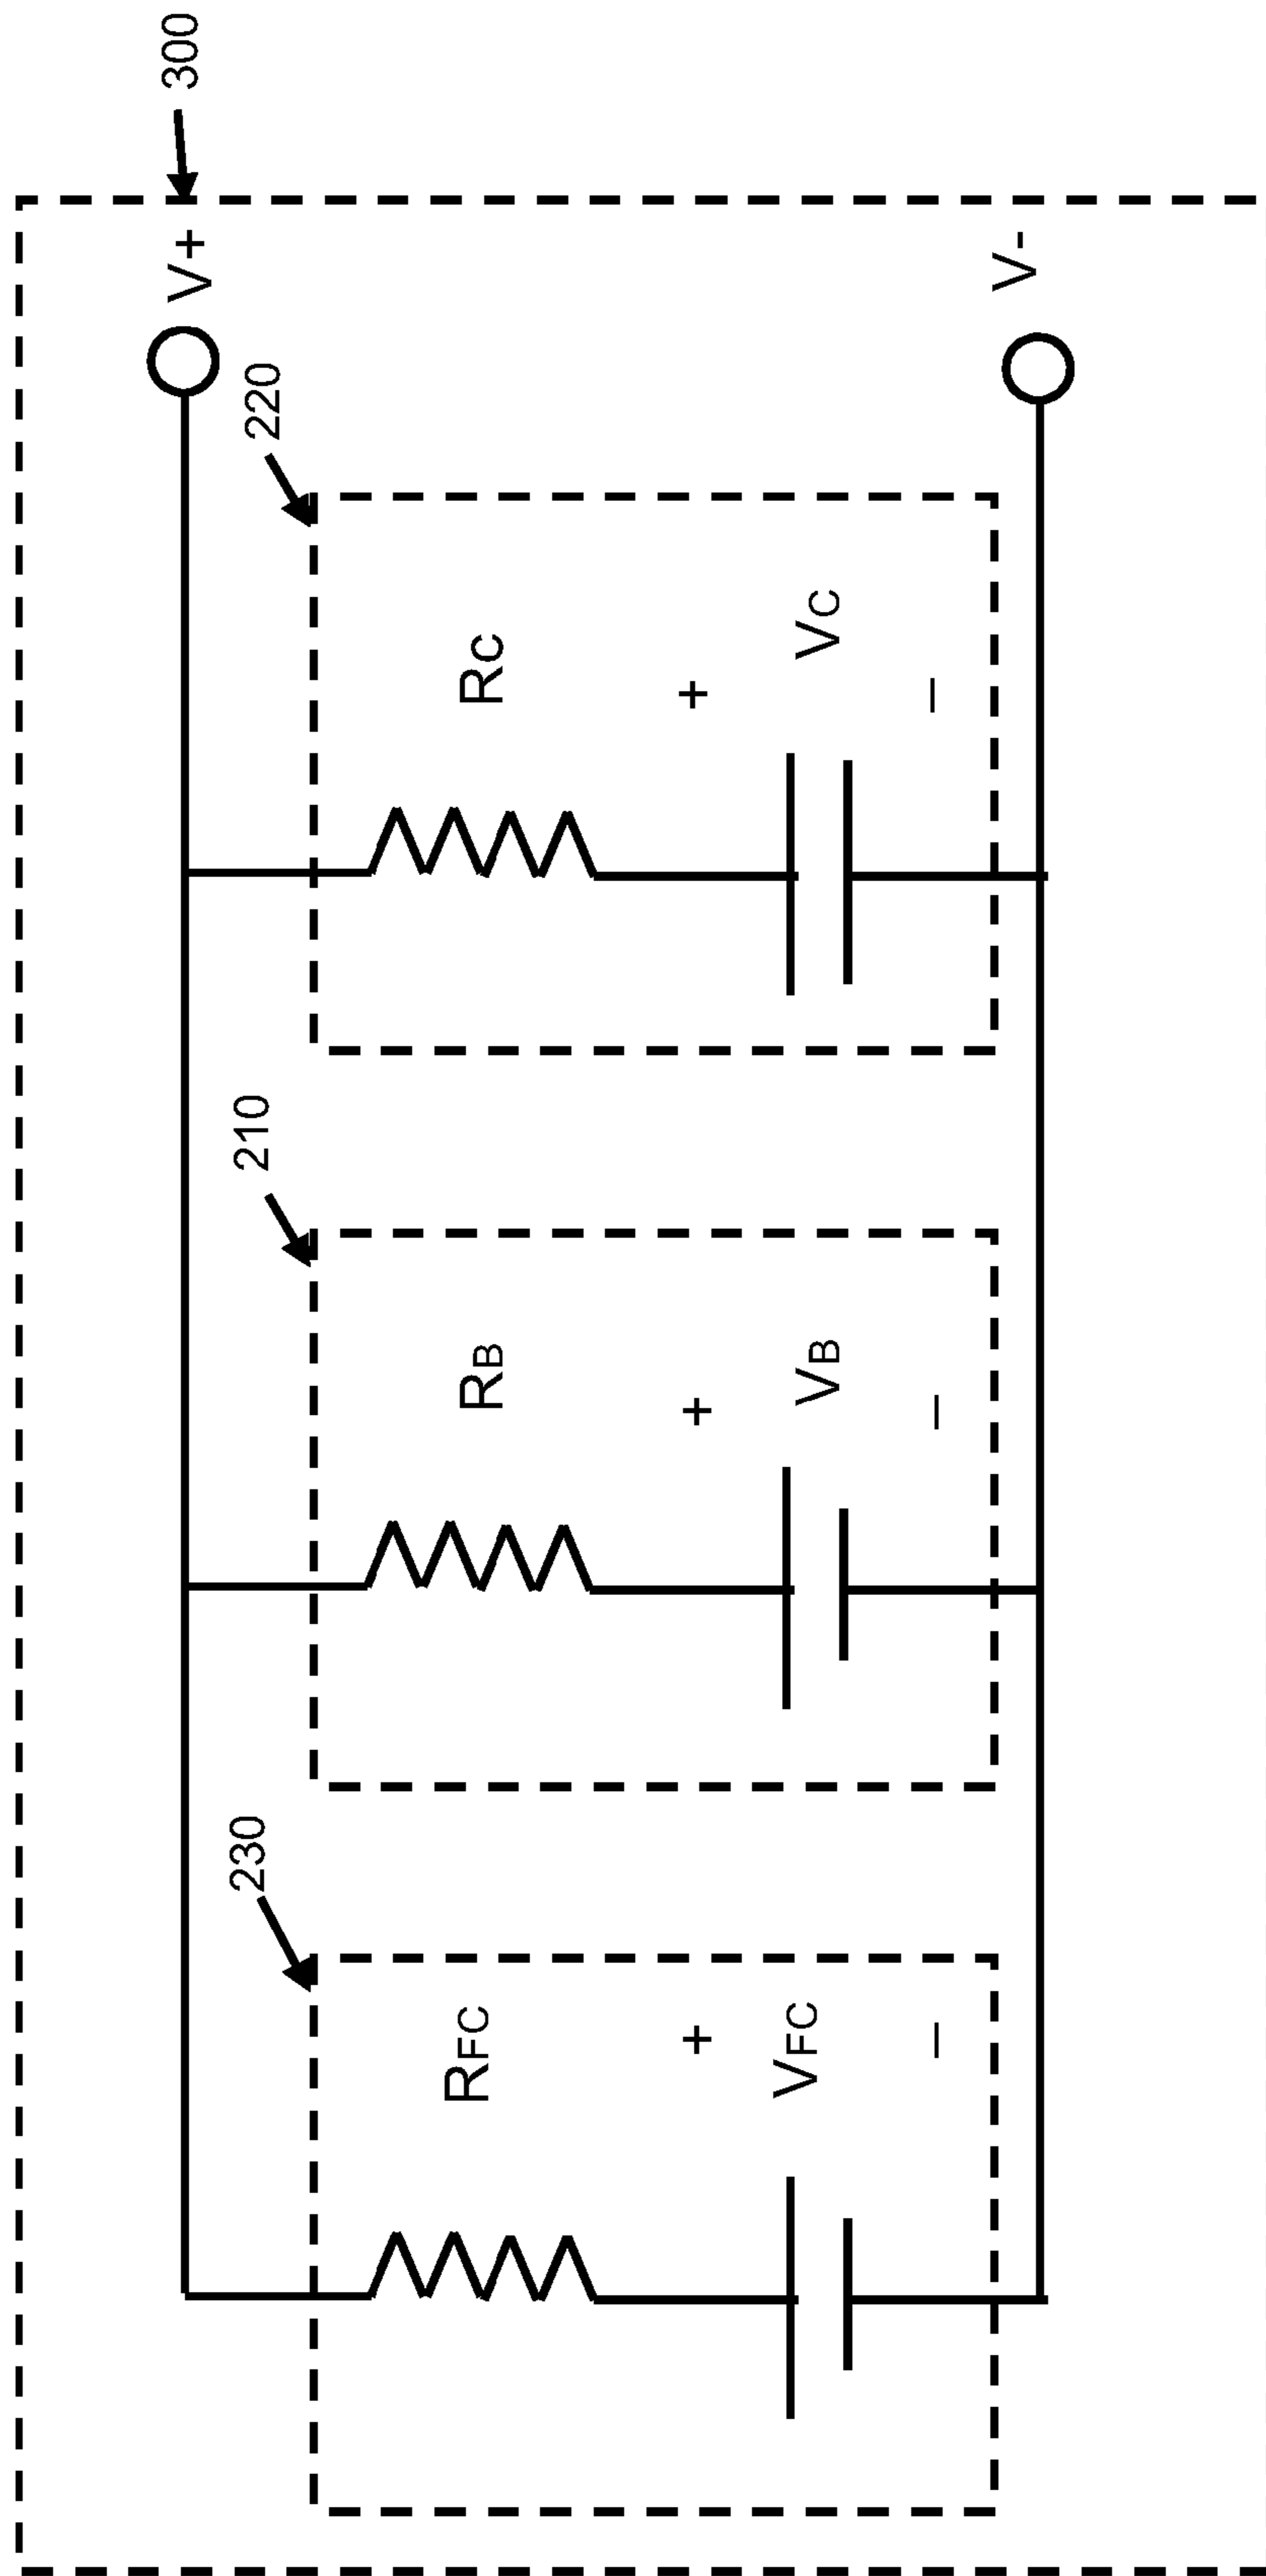 300
V+
230
210
220
RFC
RB
RC
+
+
+
VFC
VB
VC
–
–
–
V-